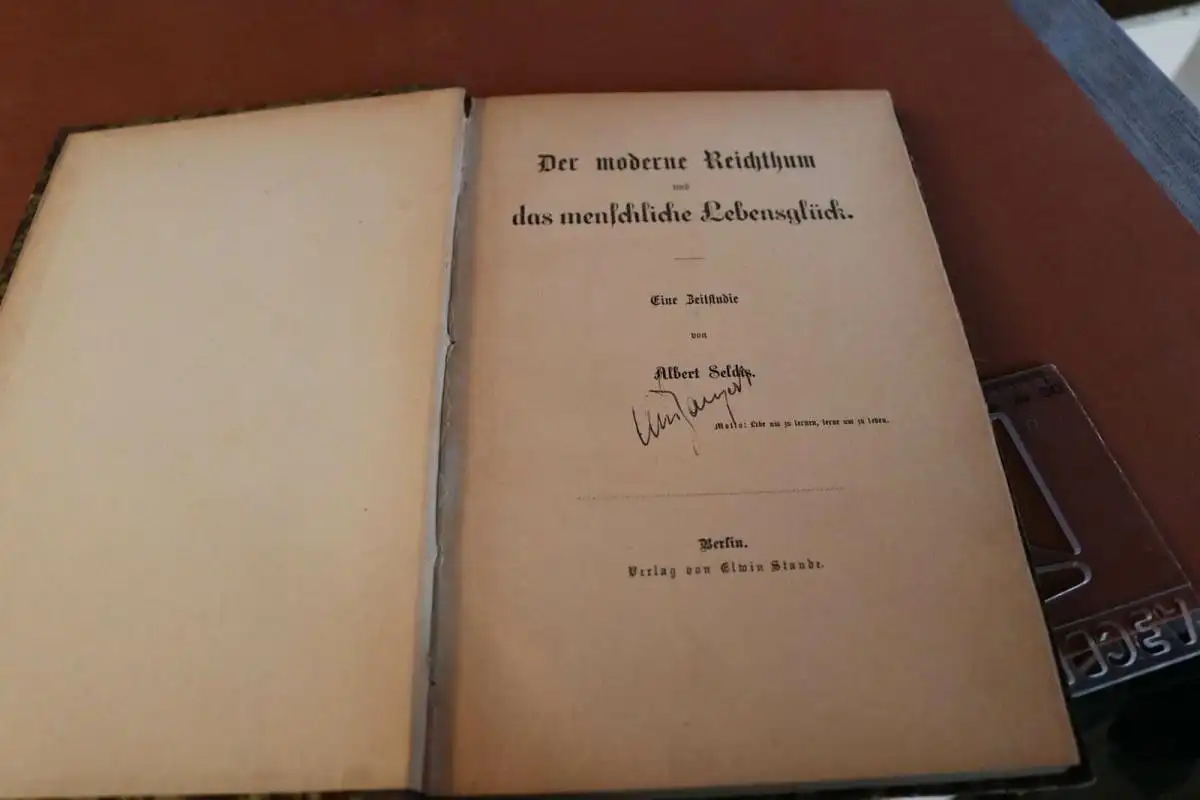 Der moderne Reichthum
und
das menschliche Lebensglück.
Eine Zeitstudie
von
Albert
Motto: Lebe um zu lernen, lerne um zu leben.
Berlin.
Verlag von Elwin Staude.